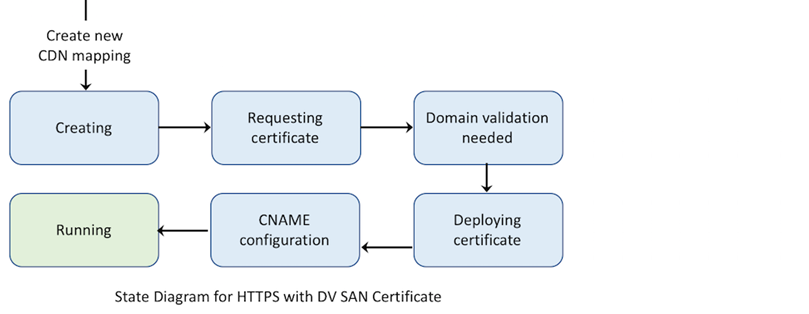 Create new
CDN mapping
Creating
Requesting
certificate
Domain validation
needed
Running
CNAME
configuration
Deploying
certificate
State Diagram for HTTPS with DV SAN Certificate